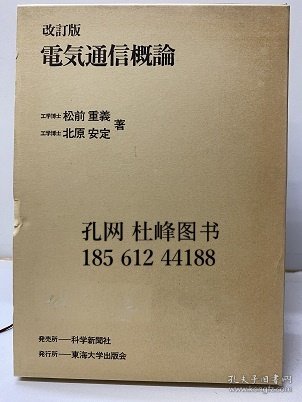 改訂版
電気通信概論
工学博士 松前 重義
工学博士 北原 安定
著
孔网 杜峰图书
185 612 44188
発売所──科学新聞社
発行所──東海大学出版会
孔夫子旧书网